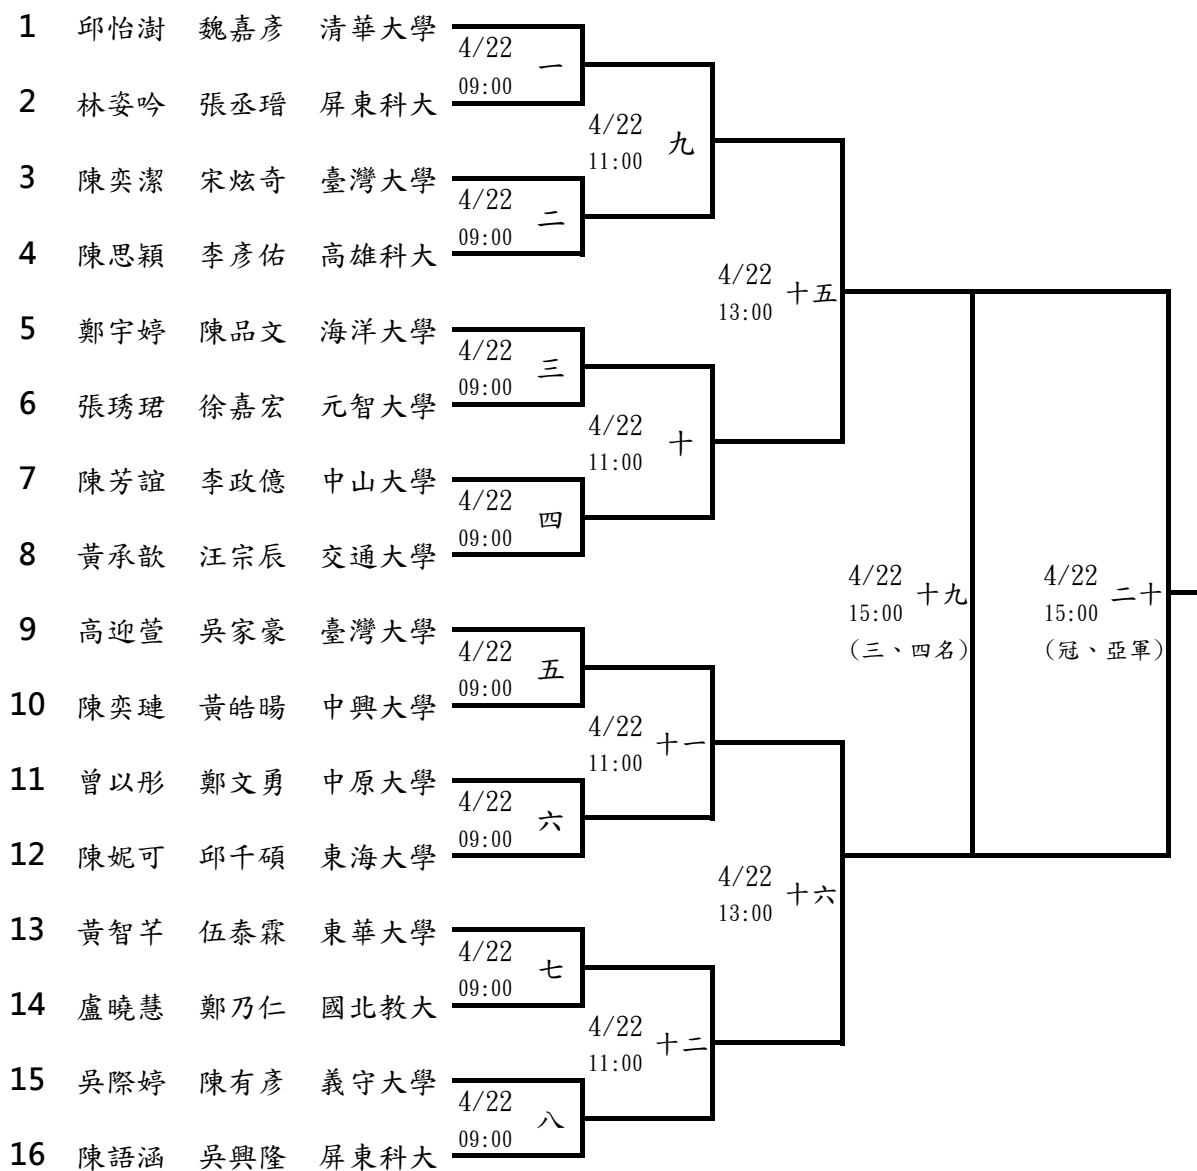 1 邱怡澍 魏嘉彥 清華大學
4/22 一
09:00
2 林姿吟 張丞瑨 屏東科大
4/22 九
11:00
3 陳奕潔 宋炫奇 臺灣大學
4/22 二
09:00
4 陳思穎 李彥佑 高雄科大
4/22 十五
13:00
5 鄭宇婷 陳品文 海洋大學
4/22 三
09:00
6 張琇珺 徐嘉宏 元智大學
4/22 十
11:00
7 陳芳誼 李政億 中山大學
4/22 四
09:00
8 黃承歆 汪宗辰 交通大學
4/22 十九
15:00
(三、四名)
4/22 二十
15:00
(冠、亞軍)
9 高迎萱 吳家豪 臺灣大學
4/22 五
09:00
10 陳奕璉 黃皓暘 中興大學
4/22 十一
11:00
11 曾以彤 鄭文勇 中原大學
4/22 六
09:00
12 陳妮可 邱千碩 東海大學
4/22 十六
13:00
13 黃智芊 伍泰霖 東華大學
4/22 七
09:00
14 盧曉慧 鄭乃仁 國北教大
4/22 十二
11:00
15 吳際婷 陳有彥 義守大學
4/22 八
09:00
16 陳語涵 吳興隆 屏東科大